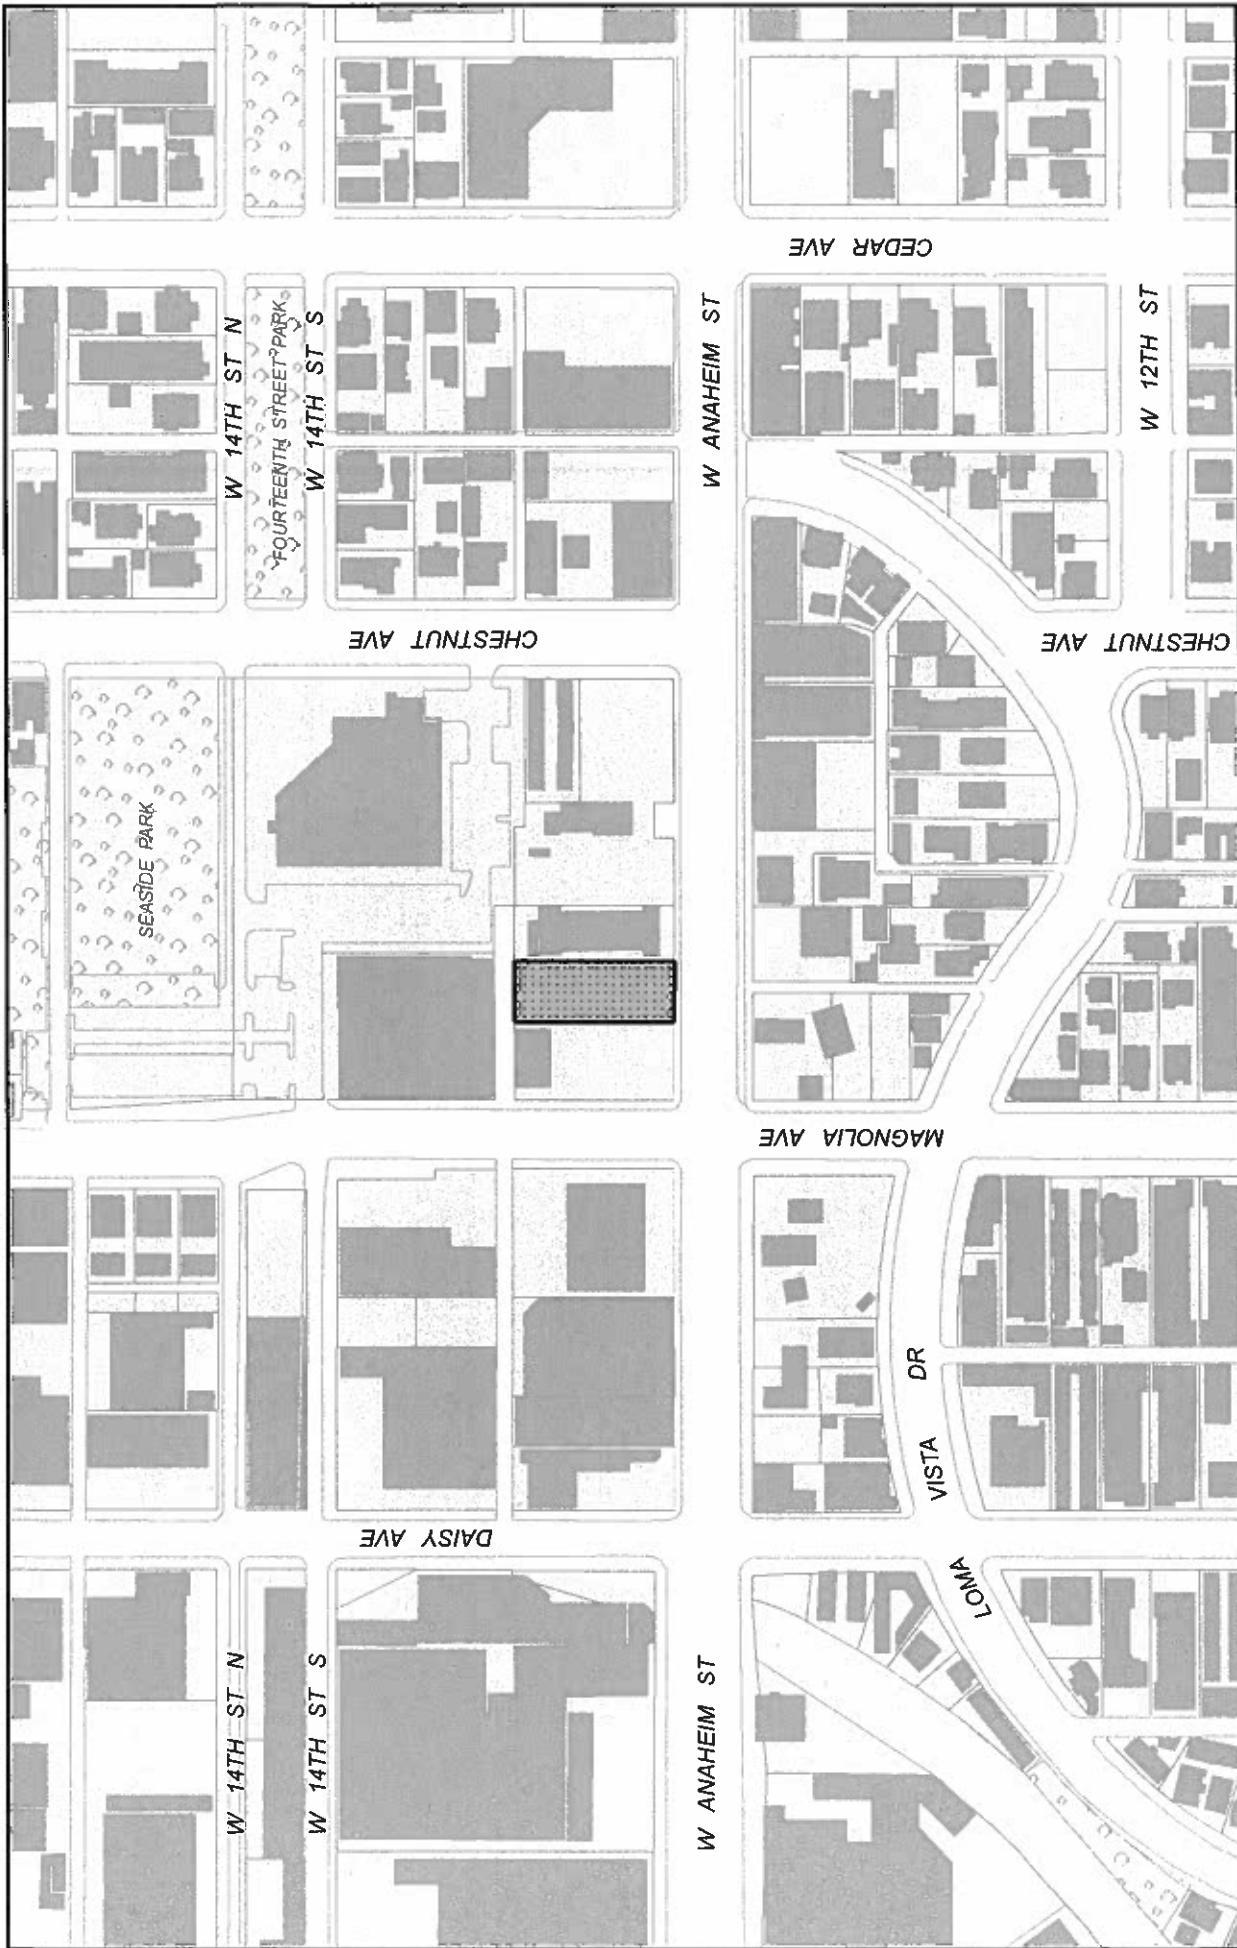 CEDAR AVE
W 14TH ST N
FOURTEENTH STREET PARK
W 14TH ST S
W ANAHEIM ST
W 12TH ST
CHESTNUT AVE
CHESTNUT AVE
SEASIDE PARK
MAGNOLIA AVE
LOMA VISTA DR
DAISY AVE
W 14TH ST N
W 14TH ST S
W ANAHEIM ST